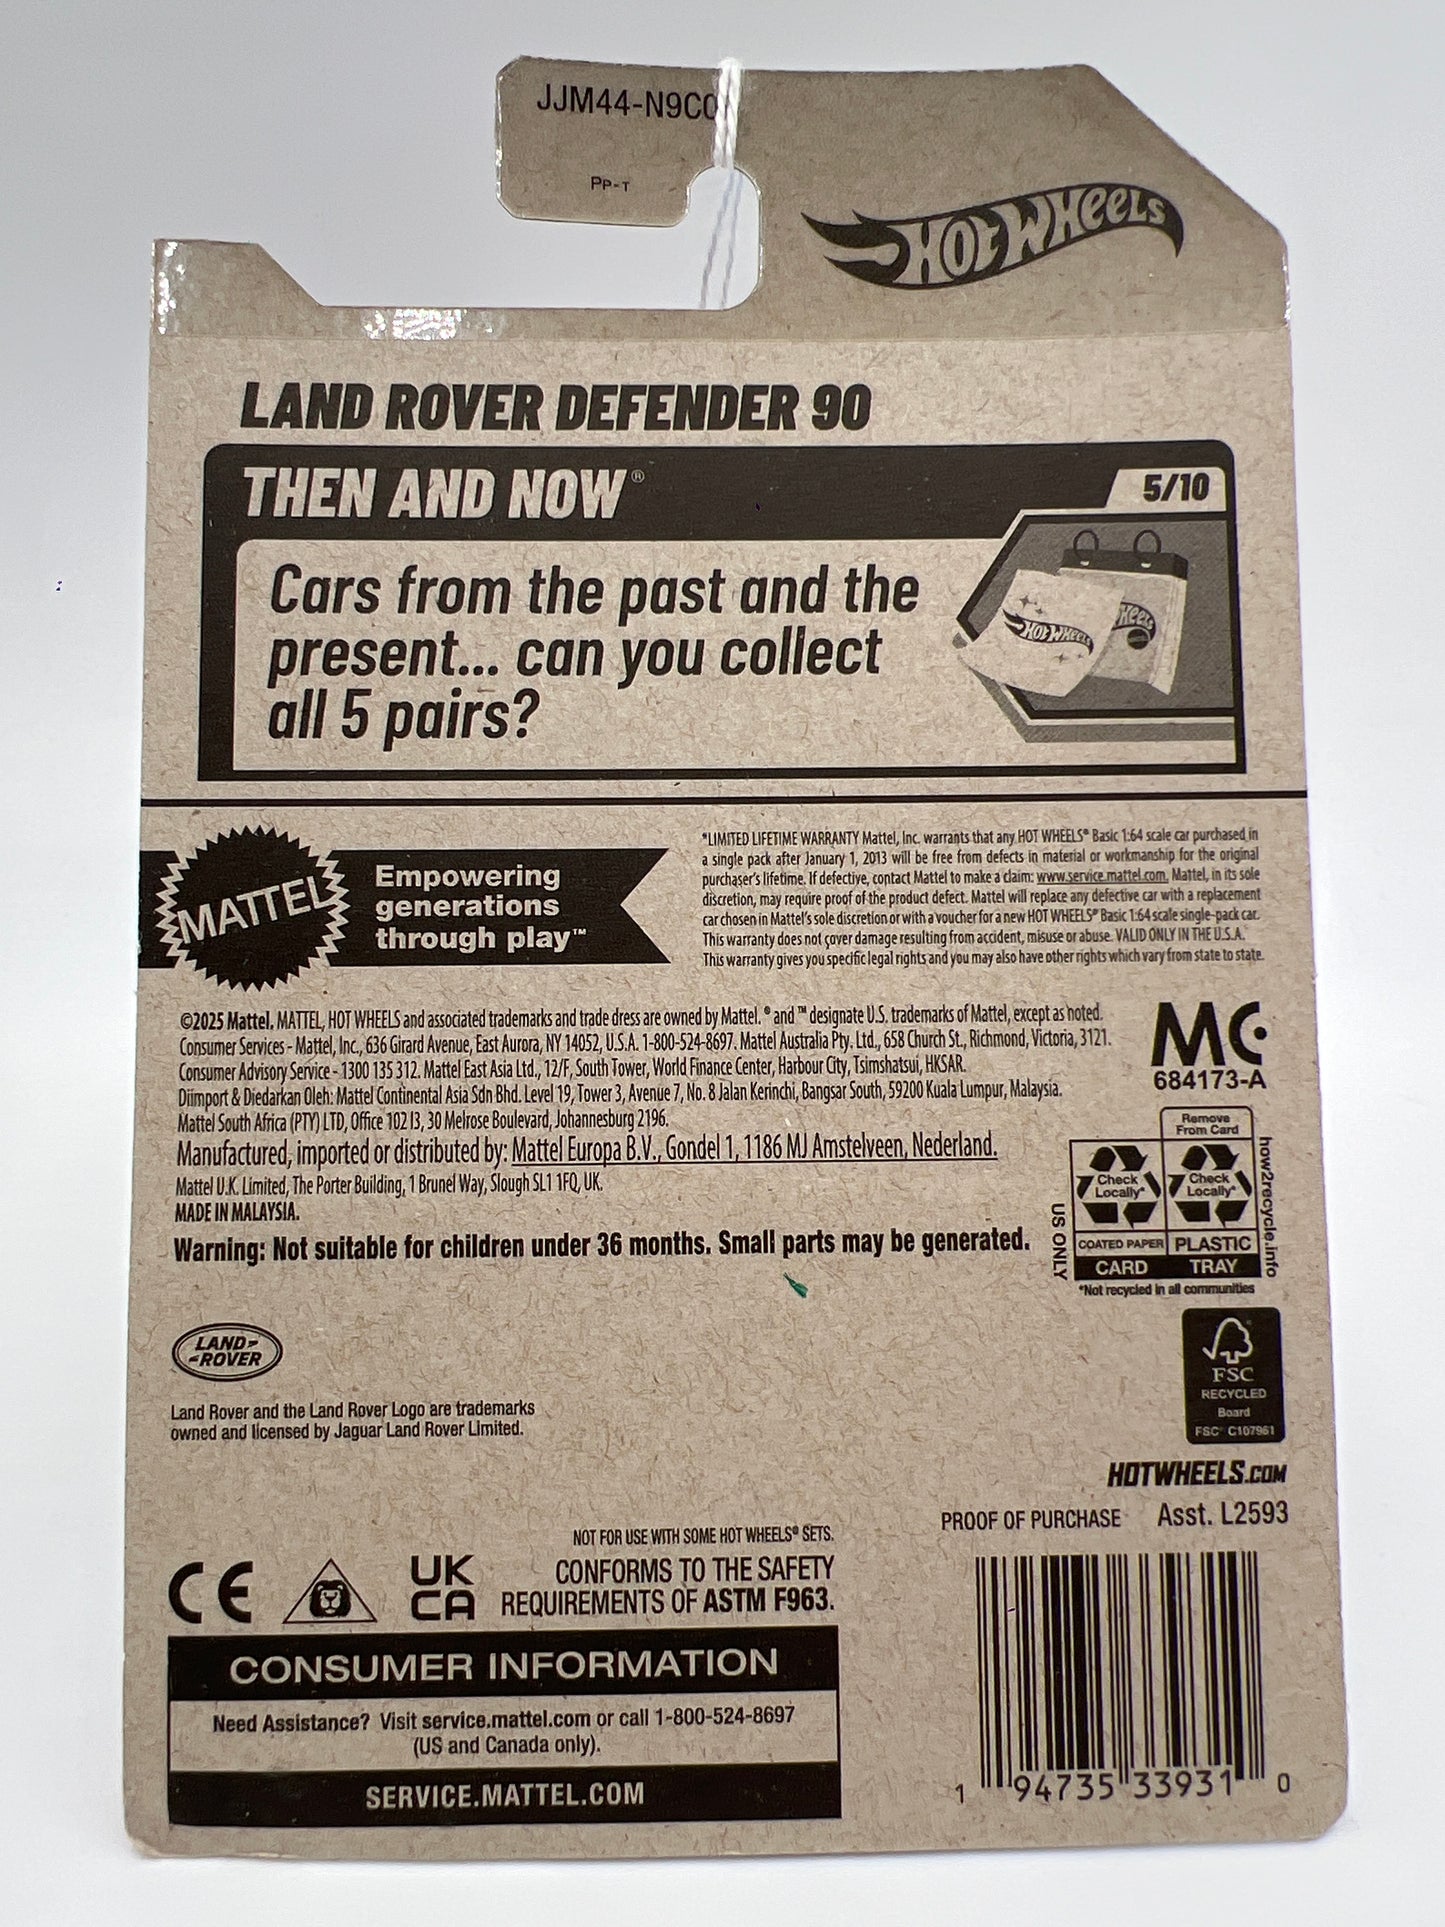 JJM44-N9C0
PP-T
HOT WHEELS
LAND ROVER DEFENDER 90
THEN AND NOW®
5/10
Cars from the past and the
present... can you collect
all 5 pairs?
HOT WHEELS
MATTEL
Empowering
generations
through play™
*LIMITED LIFETIME WARRANTY Mattel, Inc. warrants that any HOT WHEELS® Basic 1:64 scale car purchased in
a single pack after January 1, 2013 will be free from defects in material or workmanship for the original
purchaser's lifetime. If defective, contact Mattel to make a claim: www.service.mattel.com. Mattel, in its sole
discretion, may require proof of the product defect. Mattel will replace any defective car with a replacement
car chosen in Mattel's sole discretion or with a voucher for a new HOT WHEELS® Basic 1:64 scale single-pack car.
This warranty does not cover damage resulting from accident, misuse or abuse. VALID ONLY IN THE U.S.A.
This warranty gives you specific legal rights and you may also have other rights which vary from state to state.
©2025 Mattel. MATTEL, HOT WHEELS and associated trademarks and trade dress are owned by Mattel. ® and ™ designate U.S. trademarks of Mattel, except as noted.
Consumer Services - Mattel, Inc., 636 Girard Avenue, East Aurora, NY 14052, U.S.A. 1-800-524-8697. Mattel Australia Pty. Ltd., 658 Church St., Richmond, Victoria, 3121.
Consumer Advisory Service - 1300 135 312. Mattel East Asia Ltd., 12/F, South Tower, World Finance Center, Harbour City, Tsimshatsui, HKSAR.
Diimport & Diedarkan Oleh: Mattel Continental Asia Sdn Bhd. Level 19, Tower 3, Avenue 7, No. 8 Jalan Kerinchi, Bangsar South, 59200 Kuala Lumpur, Malaysia.
Mattel South Africa (PTY) LTD, Office 102 I3, 30 Melrose Boulevard, Johannesburg 2196.
Manufactured, imported or distributed by: Mattel Europa B.V., Gondel 1, 1186 MJ Amstelveen, Nederland.
Mattel U.K. Limited, The Porter Building, 1 Brunel Way, Slough SL1 1FQ, UK.
MADE IN MALAYSIA.
Warning: Not suitable for children under 36 months. Small parts may be generated.
MC
684173-A
Remove
From Card
Check
Locally*
Check
Locally*
COATED PAPER
PLASTIC
CARD
TRAY
US ONLY
how2recycle.info
*Not recycled in all communities
LAND-
-ROVER
Land Rover and the Land Rover Logo are trademarks
owned and licensed by Jaguar Land Rover Limited.
FSC
RECYCLED
Board
FSC® C107961
HOTWHEELS.COM
PROOF OF PURCHASE Asst. L2593
NOT FOR USE WITH SOME HOT WHEELS® SETS.
CE
UK
CA
CONFORMS TO THE SAFETY
REQUIREMENTS OF ASTM F963.
CONSUMER INFORMATION
Need Assistance? Visit service.mattel.com or call 1-800-524-8697
(US and Canada only).
SERVICE.MATTEL.COM
1 94735 33931 0